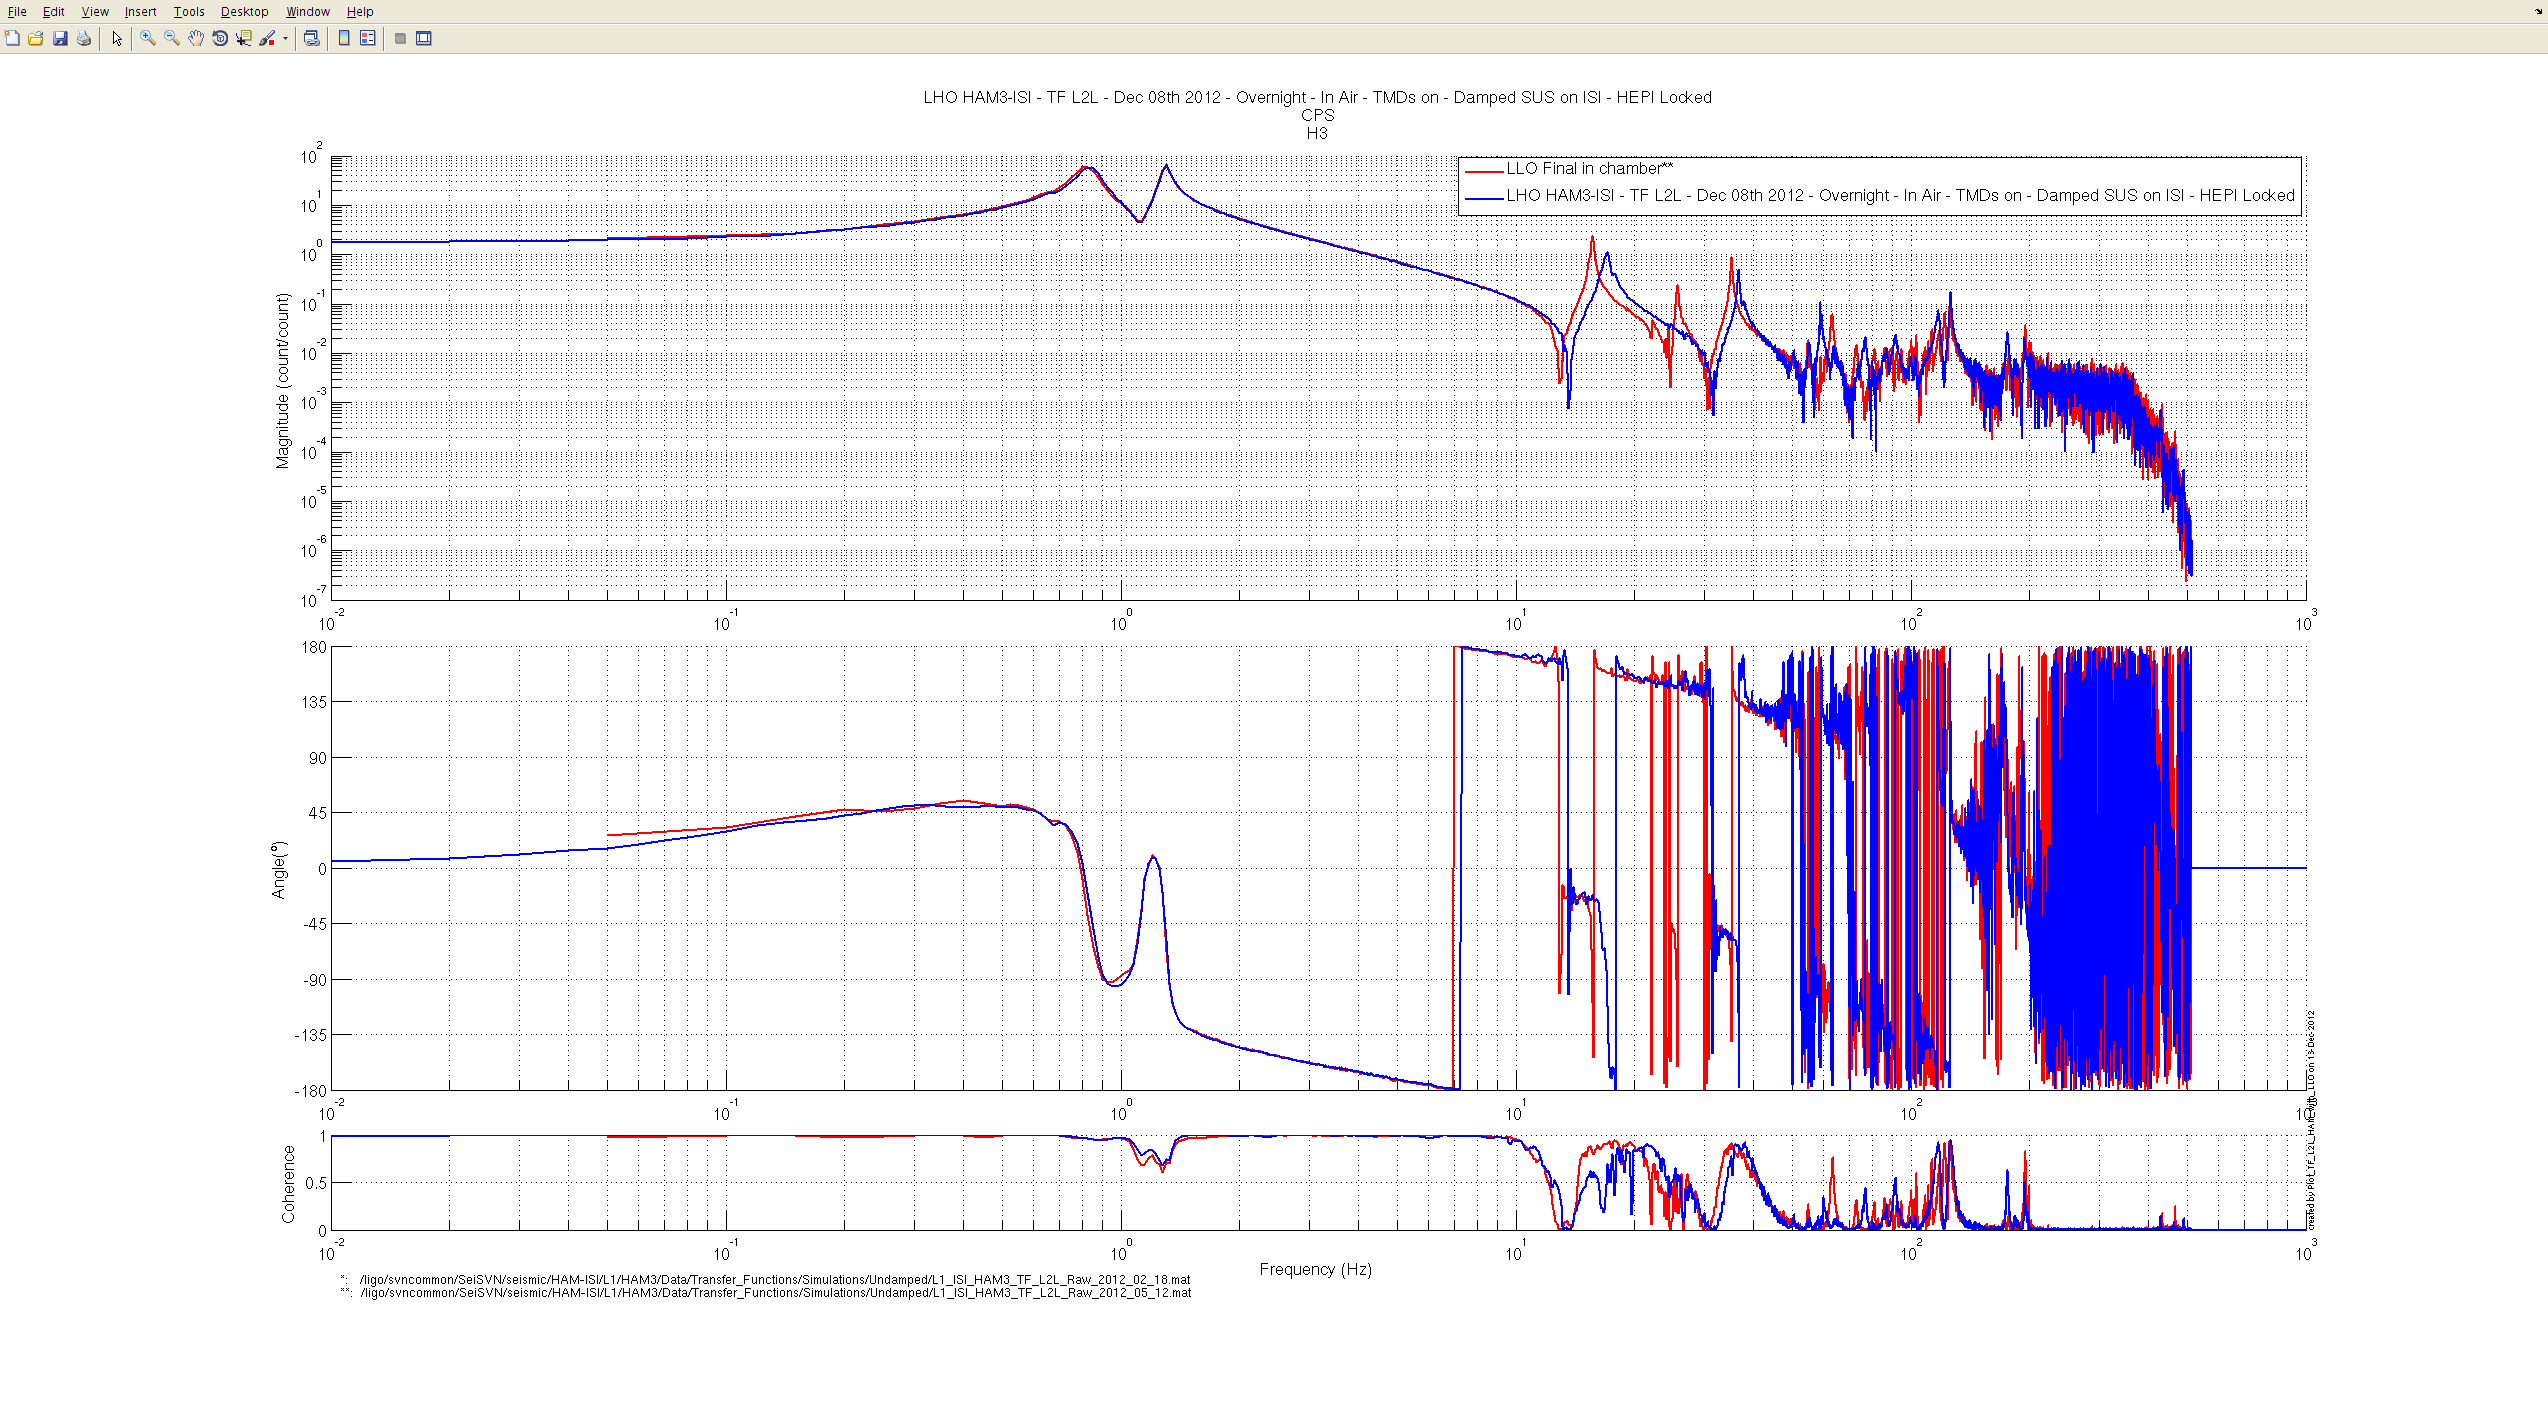 File Edit View Insert Tools Desktop Window Help
LHO HAM3-ISI - TF L2L - Dec 08th 2012 - Overnight - In Air - TMDs on - Damped SUS on ISI - HEPI Locked
CPS
H3
LLO Final in chamber**
LHO HAM3-ISI - TF L2L - Dec 08th 2012 - Overnight - In Air - TMDs on - Damped SUS on ISI - HEPI Locked
Magnitude (count/count)
10^2
10^1
10^0
10^-1
10^-2
10^-3
10^-4
10^-5
10^-6
10^-7
10^-2 10^-1 10^0 10^1 10^2 10^3
Angle(°)
180
135
90
45
0
-45
-90
-135
-180
10^-2 10^-1 10^0 10^1 10^2 10^3
Coherence
1
0.5
0
10^-2 10^-1 10^0 10^1 10^2 10^3
Frequency (Hz)
*: /ligo/svncommon/SeiSVN/seismic/HAM-ISI/L1/HAM3/Data/Transfer_Functions/Simulations/Undamped/L1_ISI_HAM3_TF_L2L_Raw_2012_02_18.mat
**: /ligo/svncommon/SeiSVN/seismic/HAM-ISI/L1/HAM3/Data/Transfer_Functions/Simulations/Undamped/L1_ISI_HAM3_TF_L2L_Raw_2012_05_12.mat
created by Plot_TF_L2L_HAM_with_LLO on 13-Dec-2012